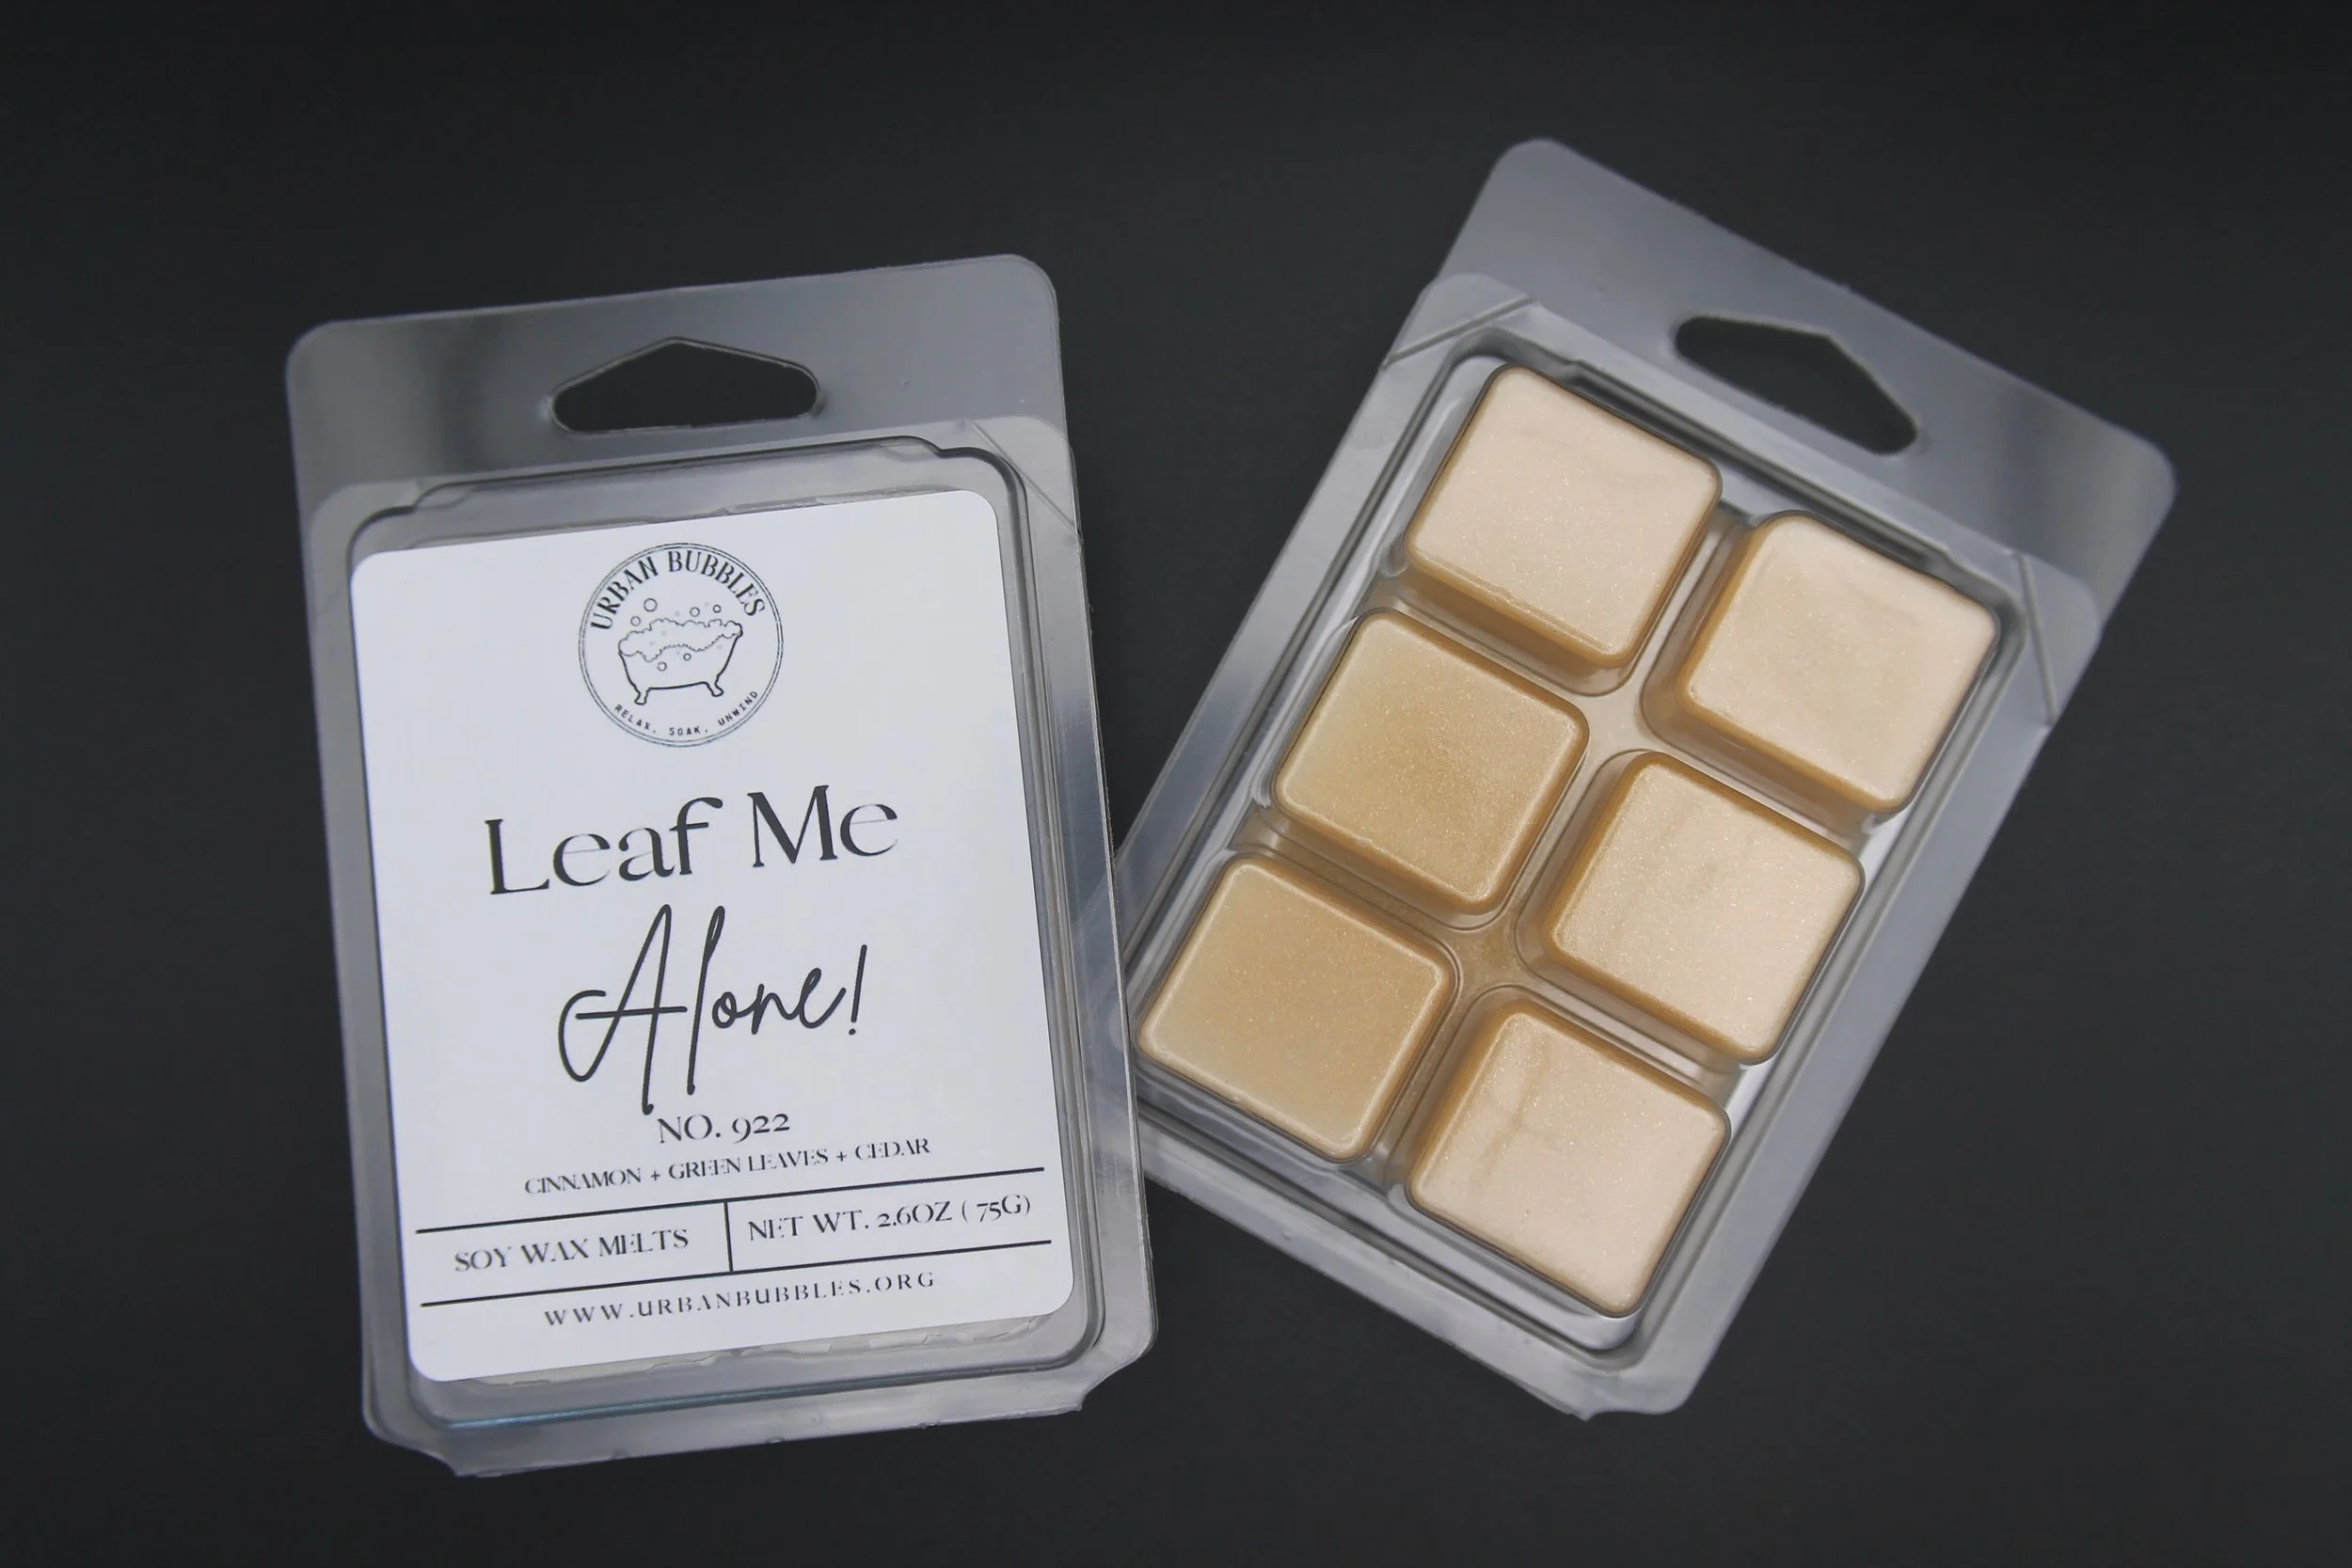 URBAN BUBBLES
RELAX. SOAK. UNWIND
Leaf Me
Alone!
NO. 922
CINNAMON + GREEN LEAVES + CEDAR
SOY WAX MELTS
NET WT. 2.6OZ ( 75G)
WWW.URBANBUBBLES.ORG